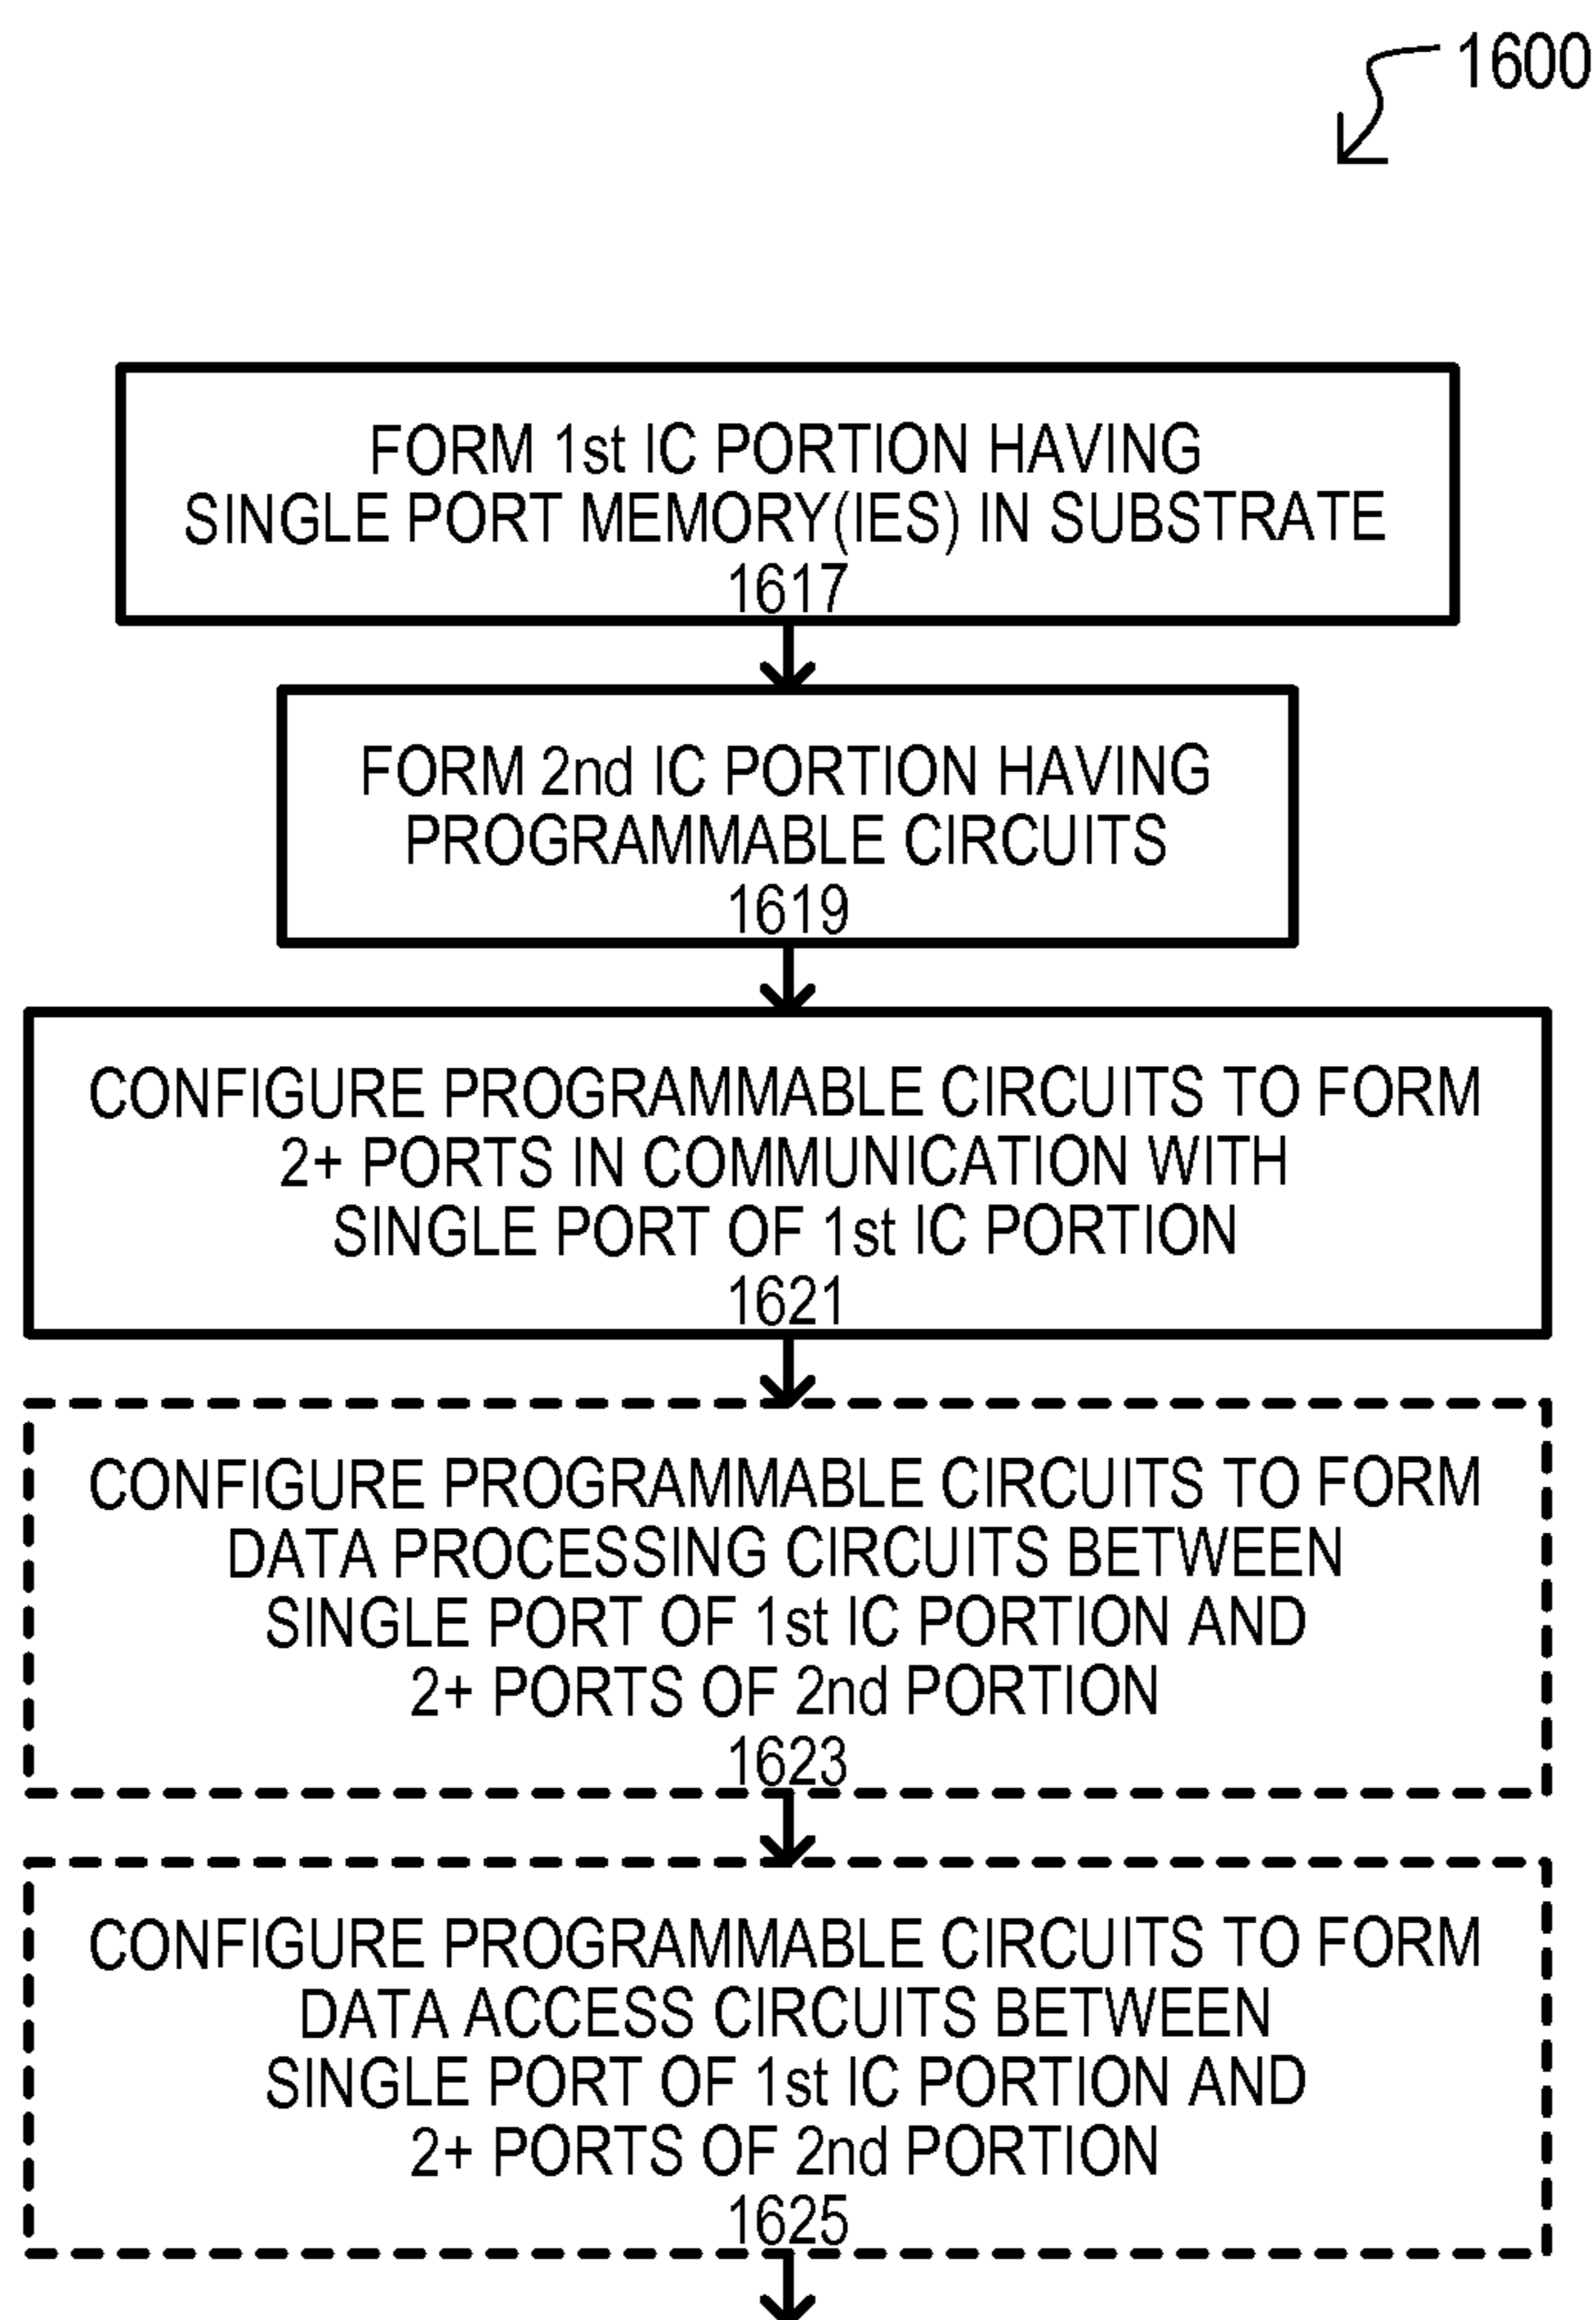 1600
FORM 1st IC PORTION HAVING
SINGLE PORT MEMORY(IES) IN SUBSTRATE
1617
FORM 2nd IC PORTION HAVING
PROGRAMMABLE CIRCUITS
1619
CONFIGURE PROGRAMMABLE CIRCUITS TO FORM
2+ PORTS IN COMMUNICATION WITH
SINGLE PORT OF 1st IC PORTION
1621
CONFIGURE PROGRAMMABLE CIRCUITS TO FORM
DATA PROCESSING CIRCUITS BETWEEN
SINGLE PORT OF 1st IC PORTION AND
2+ PORTS OF 2nd PORTION
1623
CONFIGURE PROGRAMMABLE CIRCUITS TO FORM
DATA ACCESS CIRCUITS BETWEEN
SINGLE PORT OF 1st IC PORTION AND
2+ PORTS OF 2nd PORTION
1625